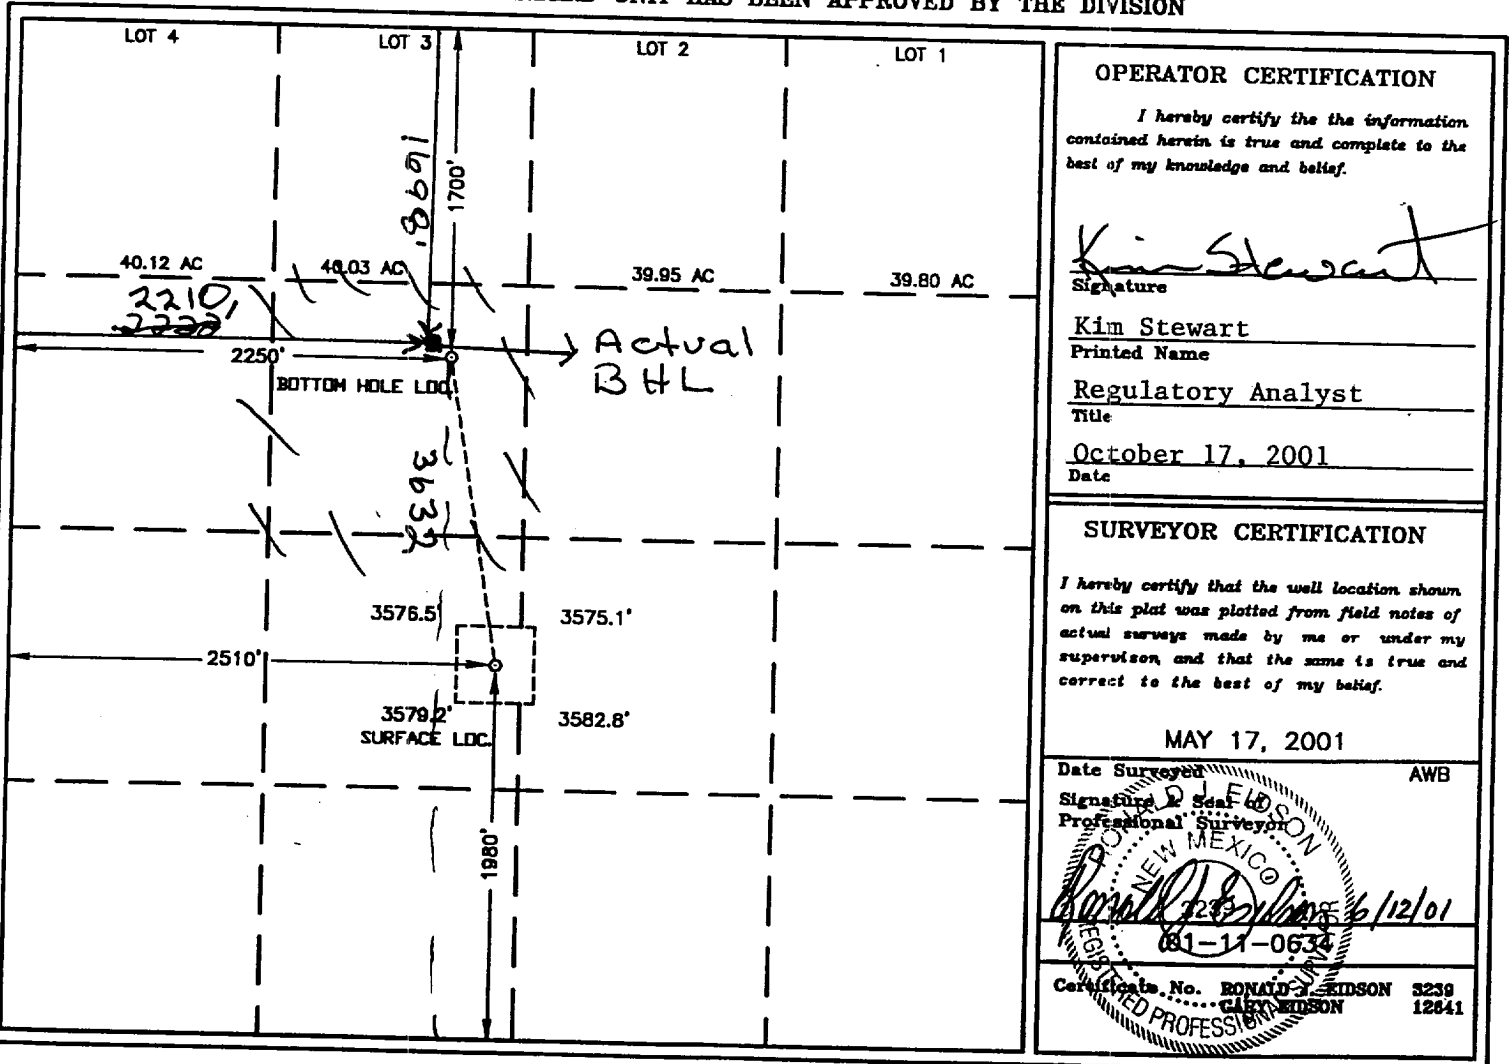 UNIT HAS BEEN APPROVED BY THE DIVISION
LOT 4
LOT 3
LOT 2
LOT 1
1698'
1700'
40.12 AC
40.03 AC
39.95 AC
39.80 AC
2210'
2250'
BOTTOM HOLE LOC.
Actual
BHL
3632
3576.5'
3575.1'
2510'
3579.2'
3582.8'
SURFACE LOC.
1980'
OPERATOR CERTIFICATION
I hereby certify the the information
contained herein is true and complete to the
best of my knowledge and belief.
Kim Stewart
Signature
Kim Stewart
Printed Name
Regulatory Analyst
Title
October 17, 2001
Date
SURVEYOR CERTIFICATION
I hereby certify that the well location shown
on this plat was plotted from field notes of
actual surveys made by me or under my
supervison, and that the same is true and
correct to the best of my belief.
MAY 17, 2001
Date Surveyed AWB
Signature & Seal of
Professional Surveyor
RONALD J. EIDSON
NEW MEXICO
3239
REGISTERED PROFESSIONAL SURVEYOR
Ronald J Eidson 6/12/01
01-11-0634
Certificate No. RONALD J. EIDSON 3239
GARY EIDSON 12641